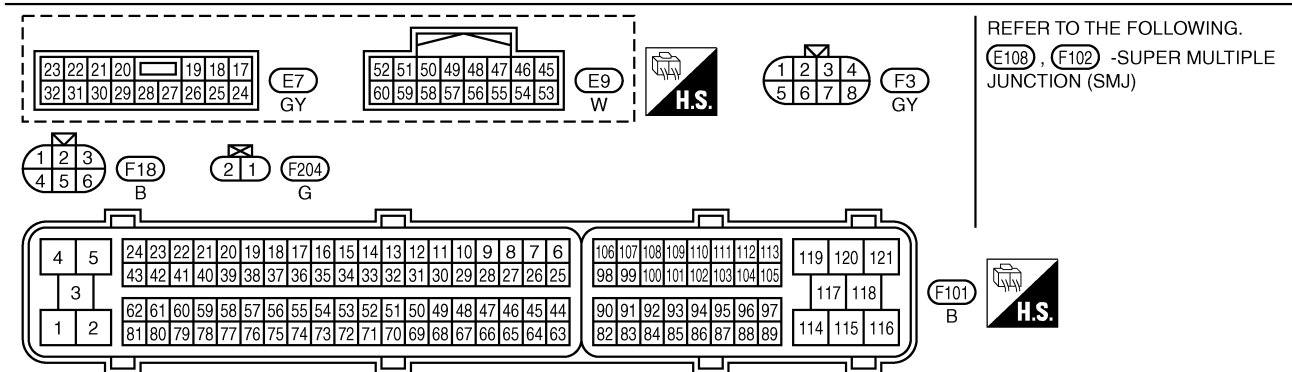 23 22 21 20 19 18 17
32 31 30 29 28 27 26 25 24
E7
GY
52 51 50 49 48 47 46 45
60 59 58 57 56 55 54 53
E9
W
H.S.
1 2 3 4
5 6 7 8
F3
GY
REFER TO THE FOLLOWING.
E108 , F102 -SUPER MULTIPLE
JUNCTION (SMJ)
1 2 3
4 5 6
F18
B
2 1
F204
G
4 5
3
1 2
24 23 22 21 20 19 18 17 16 15 14 13 12 11 10 9 8 7 6
43 42 41 40 39 38 37 36 35 34 33 32 31 30 29 28 27 26 25
62 61 60 59 58 57 56 55 54 53 52 51 50 49 48 47 46 45 44
81 80 79 78 77 76 75 74 73 72 71 70 69 68 67 66 65 64 63
106 107 108 109 110 111 112 113
98 99 100 101 102 103 104 105
90 91 92 93 94 95 96 97
82 83 84 85 86 87 88 89
119 120 121
117 118
114 115 116
F101
B
H.S.